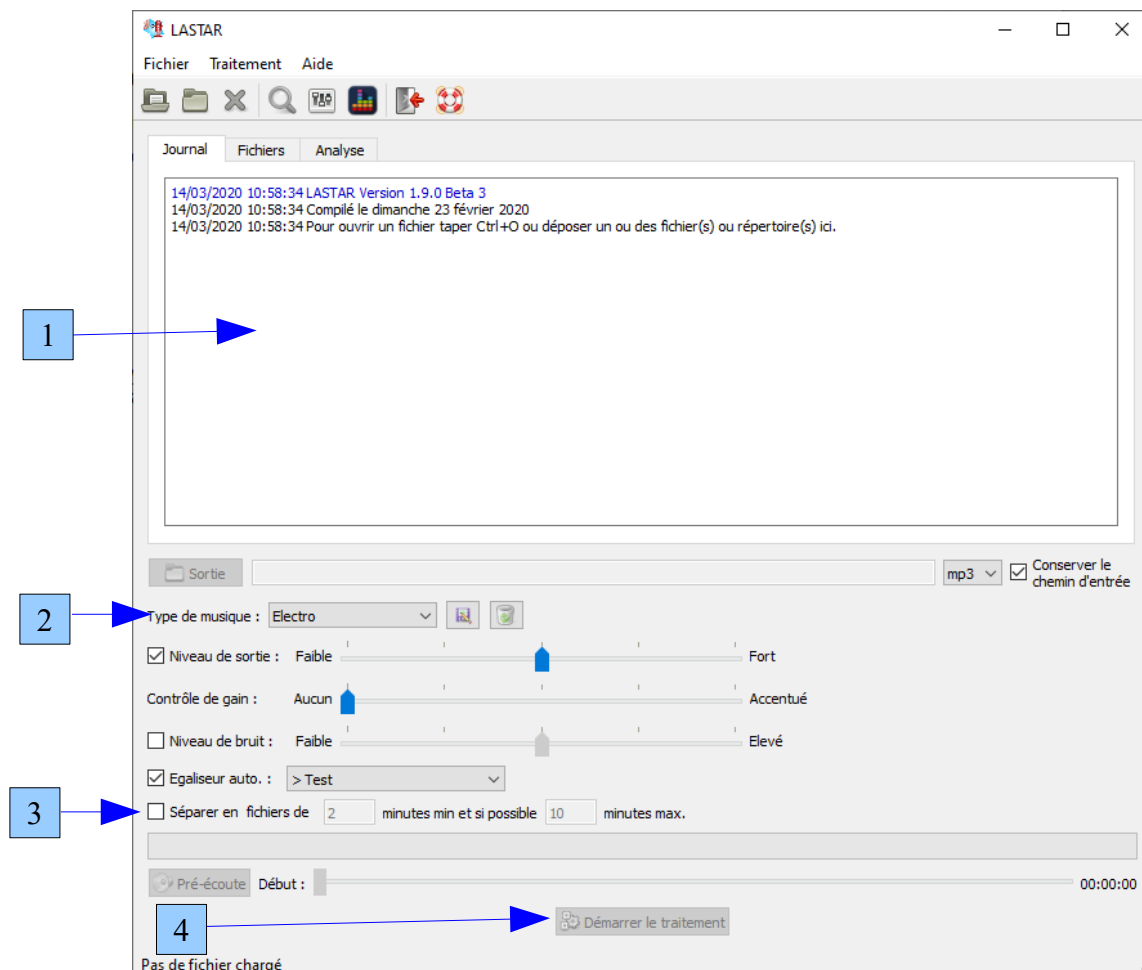 LASTAR
Fichier Traitement Aide
Journal Fichiers Analyse
14/03/2020 10:58:34 LASTAR Version 1.9.0 Beta 3
14/03/2020 10:58:34 Compilé le dimanche 23 février 2020
14/03/2020 10:58:34 Pour ouvrir un fichier taper Ctrl+O ou déposer un ou des fichier(s) ou répertoire(s) ici.
1
Sortie mp3 Conserver le
chemin d'entrée
2 Type de musique : Electro
Niveau de sortie : Faible Fort
Contrôle de gain : Aucun Accentué
Niveau de bruit : Faible Elevé
Egaliseur auto. : > Test
3 Séparer en fichiers de 2 minutes min et si possible 10 minutes max.
Pré-écoute Début : 00:00:00
4 Démarrer le traitement
Pas de fichier chargé